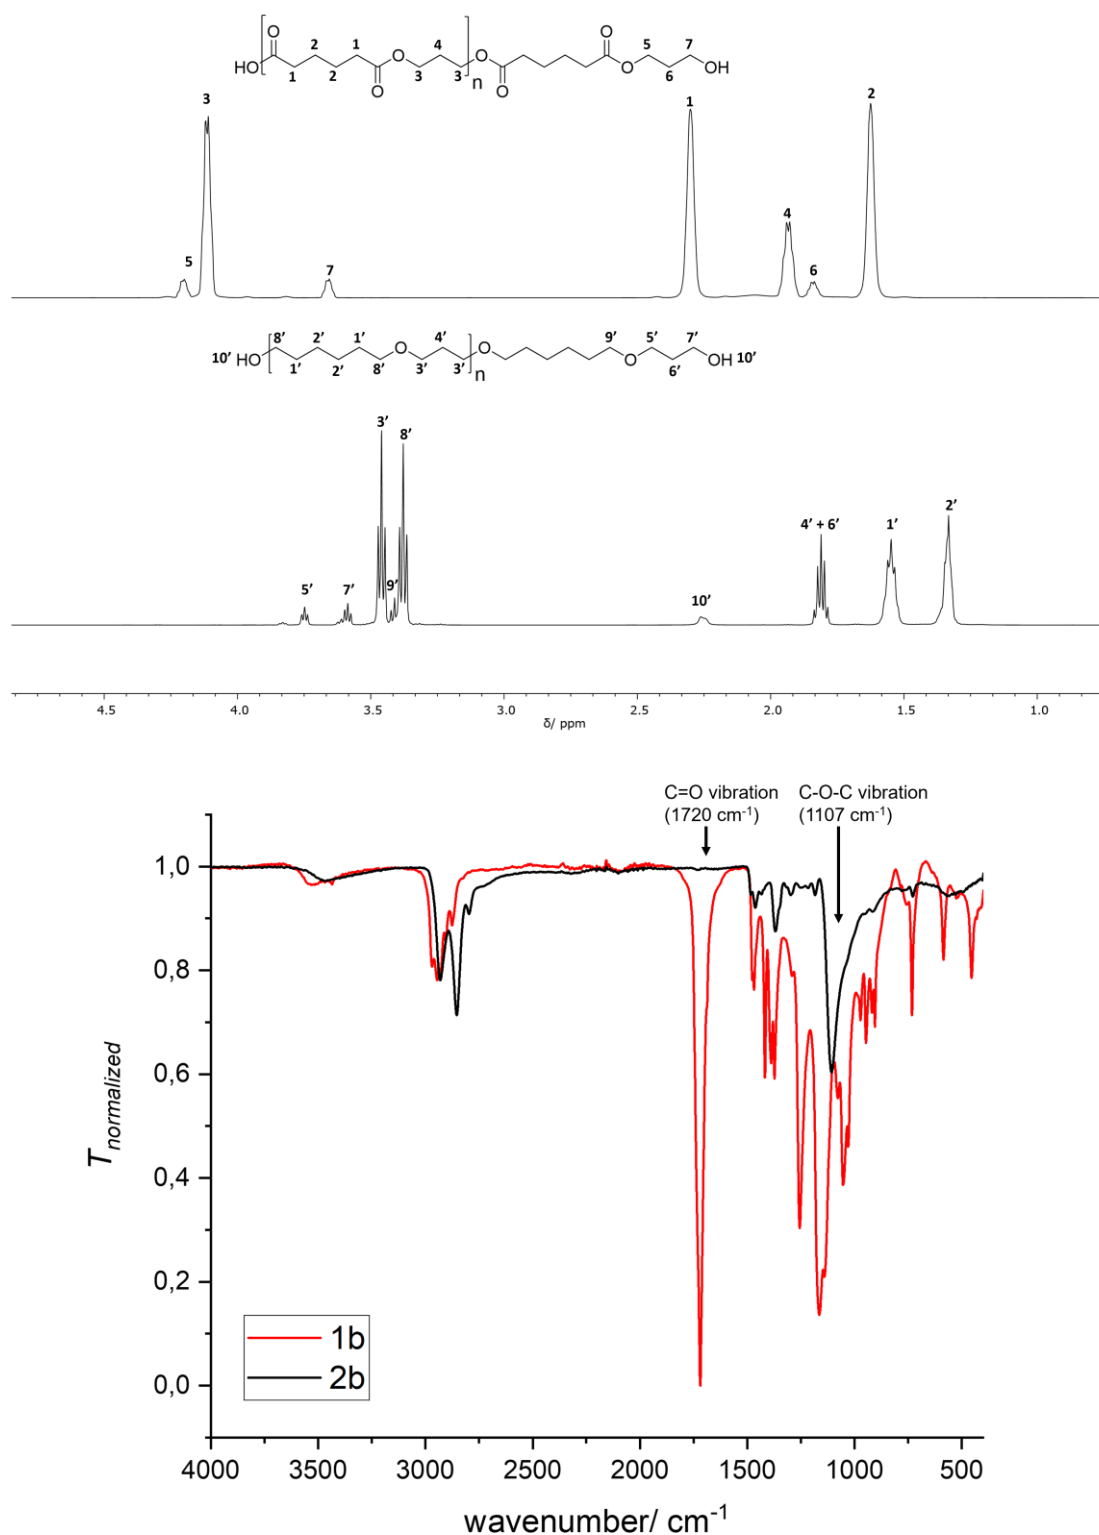 O O
1 2 1 4 5 7
HO O O O OH
1 2 3 3 n 6
O O
3 1 2
5 7 4 6
8’ 2’ 1’ 4’ 9’ 5’ 7’
10’ HO O O O OH 10’
1’ 2’ 8’ 3’ 3’ n 6’
3’ 8’
5’ 7’ 9’ 10’ 4’ + 6’ 1’ 2’
4.5 4.0 3.5 3.0 2.5 2.0 1.5 1.0
δ/ ppm
C=O vibration
(1720 cm⁻¹)
C-O-C vibration
(1107 cm⁻¹)
1,0
0,8
0,6
0,4
0,2
0,0
T normalized
1b
2b
4000 3500 3000 2500 2000 1500 1000 500
wavenumber/ cm⁻¹